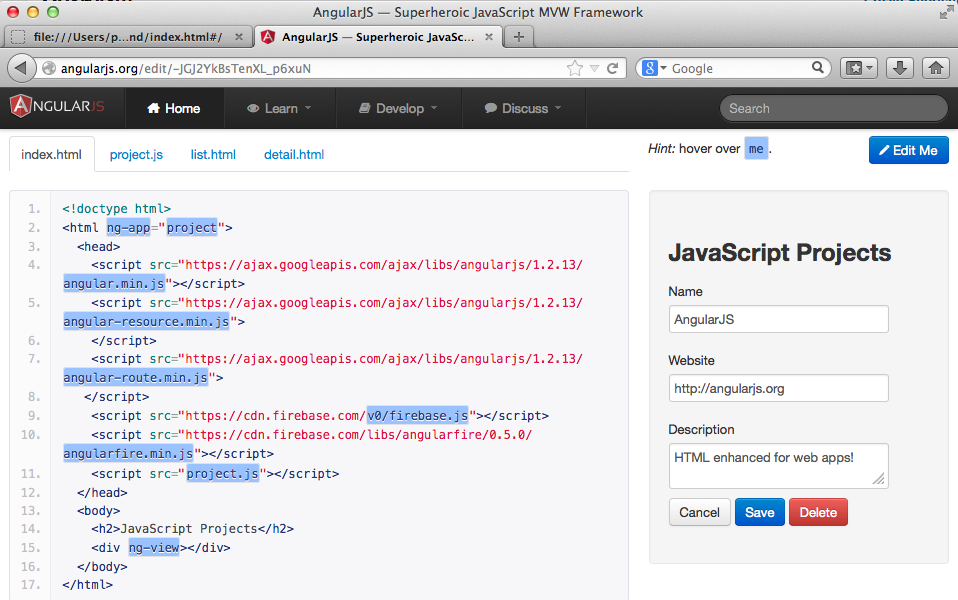 AngularJS — Superheroic JavaScript MVW Framework
file:///Users/p...nd/index.html#/
AngularJS — Superheroic JavaSc...
angularjs.org/edit/-JGJ2YkBsTenXL_p6xuN
Google
ANGULARJS
Home
Learn
Develop
Discuss
Search
index.html
project.js
list.html
detail.html
Hint: hover over me .
Edit Me
1. <!doctype html>
2. <html ng-app="project">
3. <head>
4. <script src="https://ajax.googleapis.com/ajax/libs/angularjs/1.2.13/
angular.min.js"></script>
5. <script src="https://ajax.googleapis.com/ajax/libs/angularjs/1.2.13/
angular-resource.min.js">
6. </script>
7. <script src="https://ajax.googleapis.com/ajax/libs/angularjs/1.2.13/
angular-route.min.js">
8. </script>
9. <script src="https://cdn.firebase.com/v0/firebase.js"></script>
10. <script src="https://cdn.firebase.com/libs/angularfire/0.5.0/
angularfire.min.js"></script>
11. <script src="project.js"></script>
12. </head>
13. <body>
14. <h2>JavaScript Projects</h2>
15. <div ng-view></div>
16. </body>
17. </html>
JavaScript Projects
Name
AngularJS
Website
http://angularjs.org
Description
HTML enhanced for web apps!
Cancel
Save
Delete